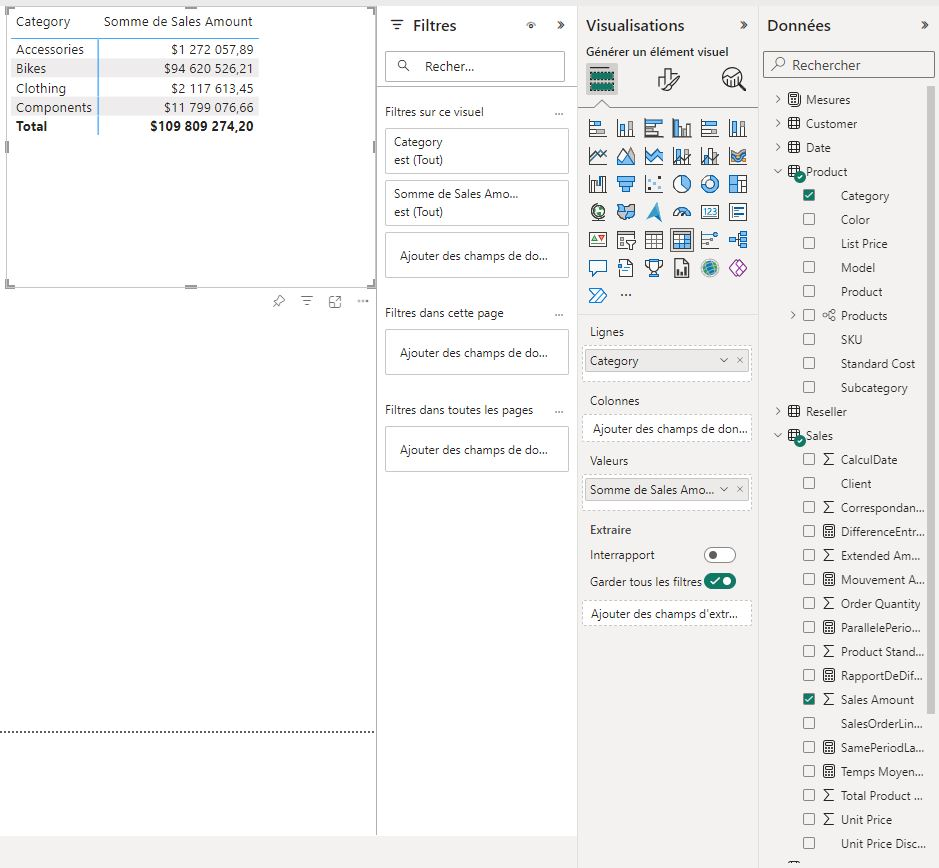 Category Somme de Sales Amount
Accessories $1 272 057,89
Bikes $94 620 526,21
Clothing $2 117 613,45
Components $11 799 076,66
Total $109 809 274,20
Filtres
Recher...
Filtres sur ce visuel ...
Category
est (Tout)
Somme de Sales Amo...
est (Tout)
Ajouter des champs de do...
Filtres dans cette page ...
Ajouter des champs de do...
Filtres dans toutes les pages ...
Ajouter des champs de do...
Visualisations
Générer un élément visuel
123
...
Lignes
Category
Colonnes
Ajouter des champs de don...
Valeurs
Somme de Sales Amo...
Extraire
Interrapport
Garder tous les filtres
Ajouter des champs d'extr...
Données
Rechercher
Mesures
Customer
Date
Product
Category
Color
List Price
Model
Product
Products
SKU
Standard Cost
Subcategory
Reseller
Sales
CalculDate
Client
Correspondan...
DifferenceEntr...
Extended Am...
Mouvement A...
Order Quantity
ParallelePerio...
Product Stand...
RapportDeDif...
Sales Amount
SalesOrderLin...
SamePeriodLa...
Temps Moyen...
Total Product ...
Unit Price
Unit Price Disc...